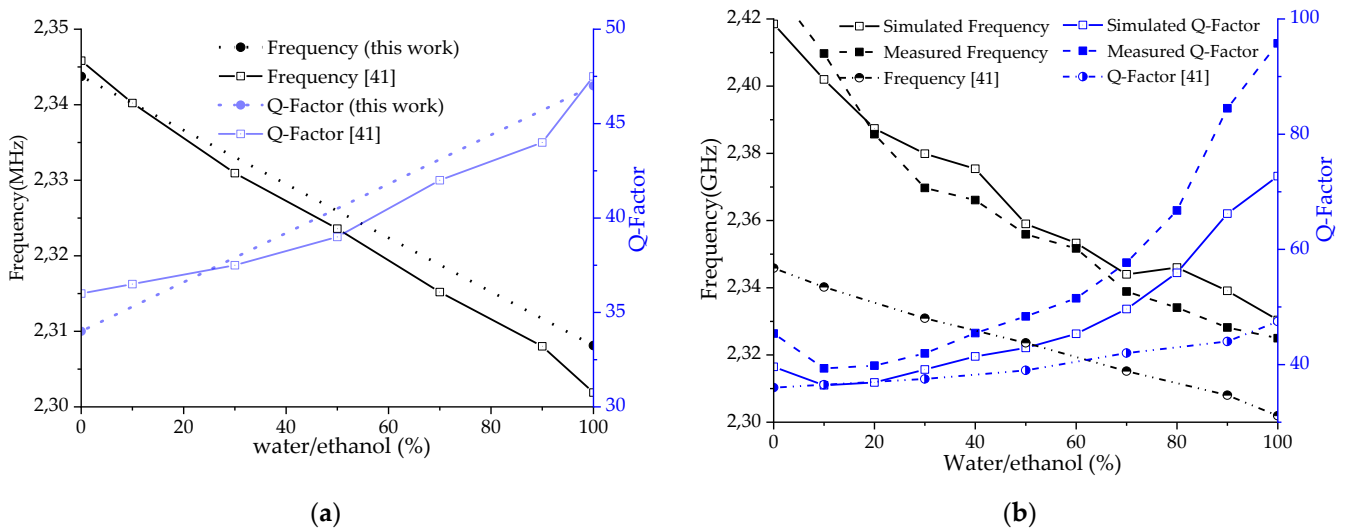 2,35
2,34
2,33
2,32
2,31
2,30
Frequency(MHz)
Frequency (this work)
Frequency [41]
Q-Factor (this work)
Q-Factor [41]
50
45
40
35
30
Q-Factor
0 20 40 60 80 100
water/ethanol (%)
(a)
2,42
2,40
2,38
2,36
2,34
2,32
2,30
Frequency(GHz)
Simulated Frequency Simulated Q-Factor
Measured Frequency Measured Q-Factor
Frequency [41] Q-Factor [41]
100
80
60
40
Q-Factor
0 20 40 60 80 100
Water/ethanol (%)
(b)